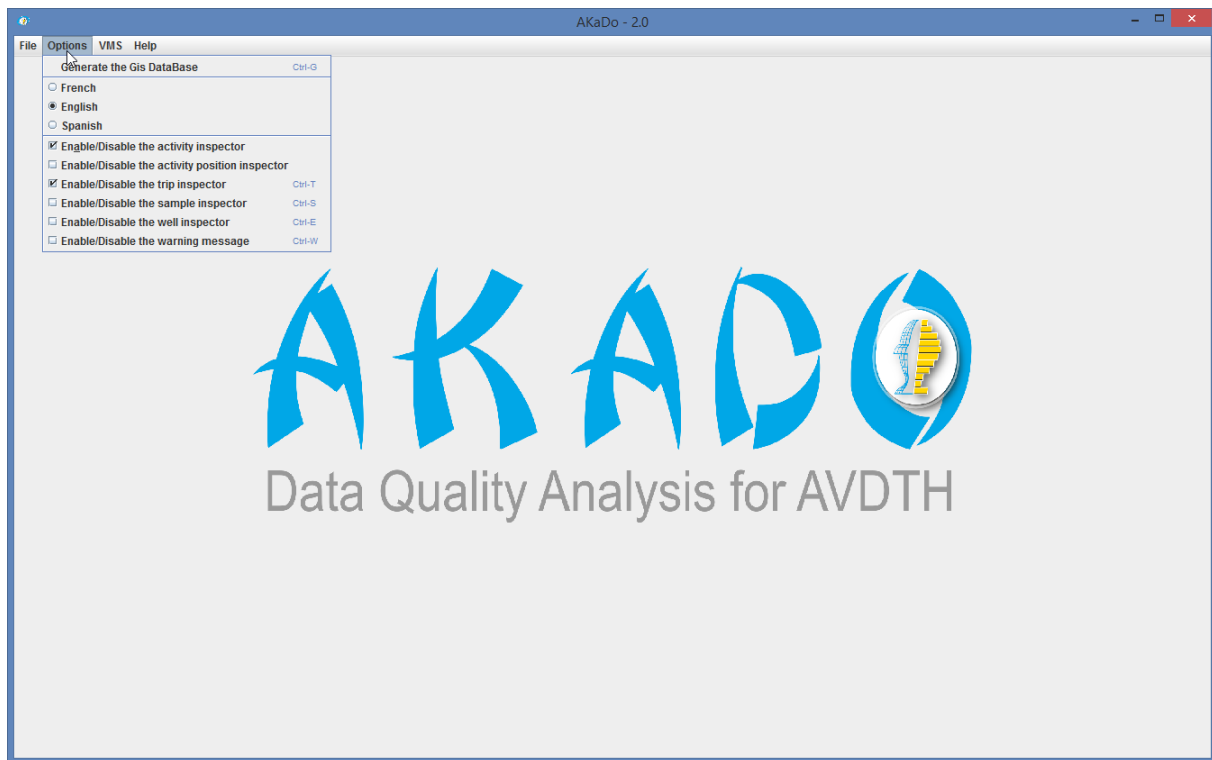 AKaDo - 2.0
File Options VMS Help
Generate the Gis DataBase Ctrl-G
French
English
Spanish
Enable/Disable the activity inspector
Enable/Disable the activity position inspector
Enable/Disable the trip inspector Ctrl-T
Enable/Disable the sample inspector Ctrl-S
Enable/Disable the well inspector Ctrl-E
Enable/Disable the warning message Ctrl-W
AKADO
Data Quality Analysis for AVDTH